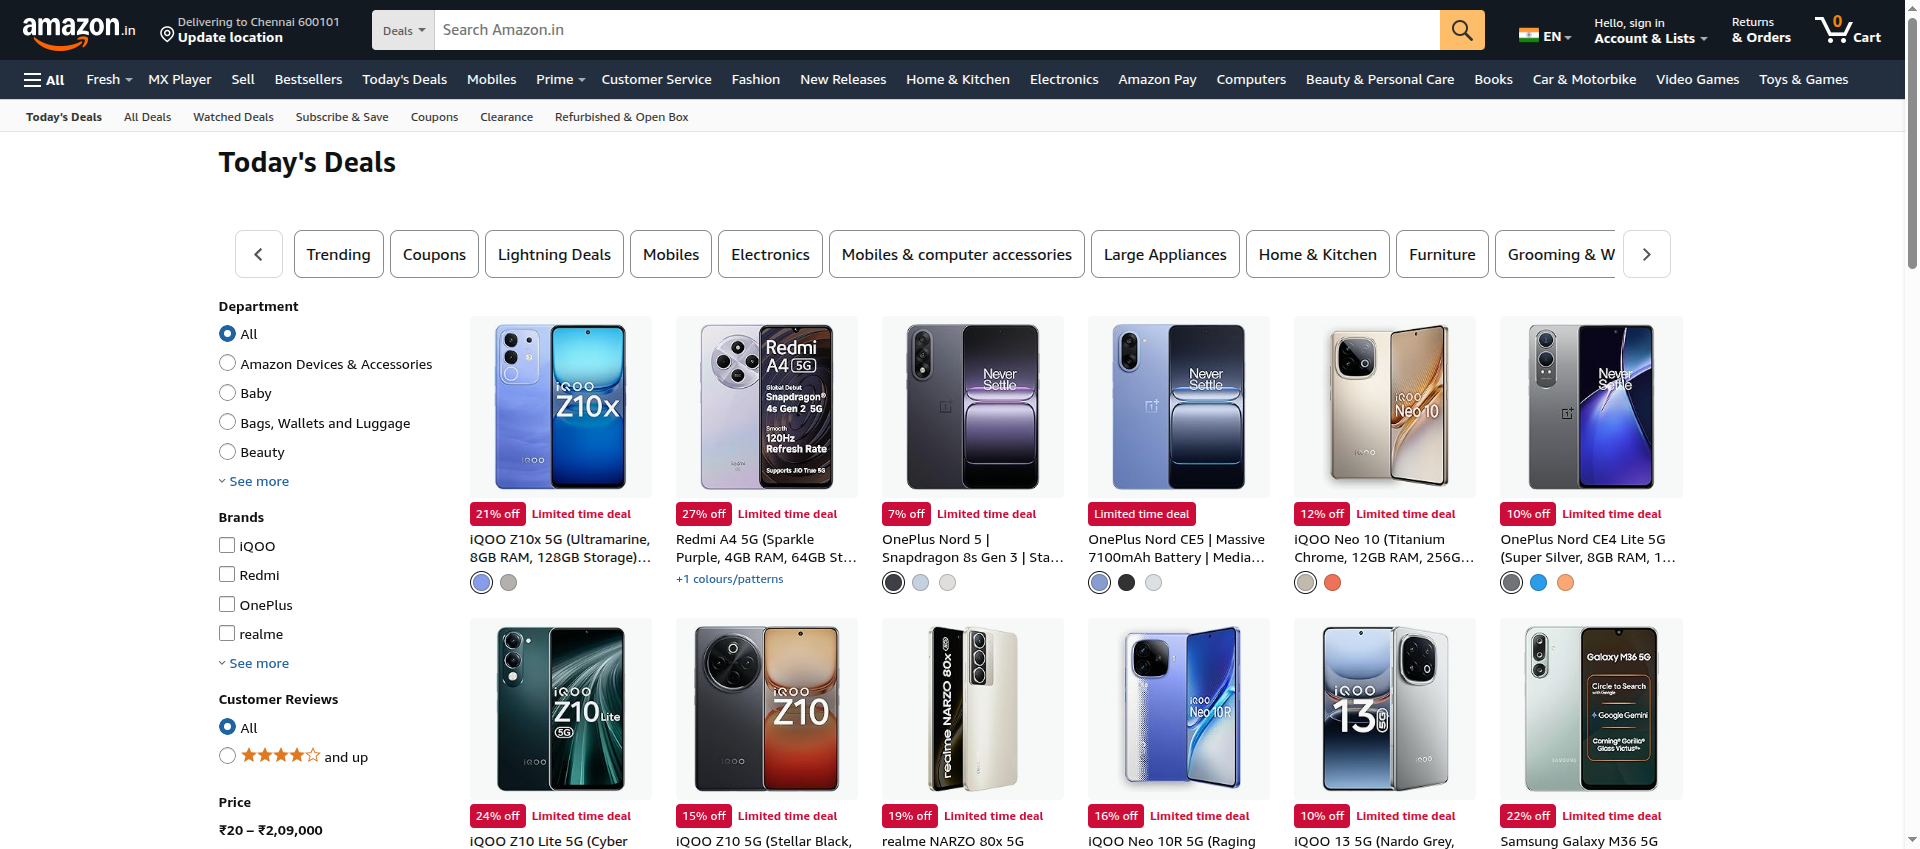 amazon.in
Delivering to Chennai 600101
Update location
Deals
Search Amazon.in
EN
Hello, sign in
Account & Lists
Returns
& Orders
0
Cart
All
Fresh
MX Player
Sell
Bestsellers
Today's Deals
Mobiles
Prime
Customer Service
Fashion
New Releases
Home & Kitchen
Electronics
Amazon Pay
Computers
Beauty & Personal Care
Books
Car & Motorbike
Video Games
Toys & Games
Today's Deals
All Deals
Watched Deals
Subscribe & Save
Coupons
Clearance
Refurbished & Open Box
Today's Deals
Trending
Coupons
Lightning Deals
Mobiles
Electronics
Mobiles & computer accessories
Large Appliances
Home & Kitchen
Furniture
Grooming & W
Department
All
Amazon Devices & Accessories
Baby
Bags, Wallets and Luggage
Beauty
See more
Brands
iQOO
Redmi
OnePlus
realme
See more
Customer Reviews
All
and up
Price
₹20 – ₹2,09,000
iQOO
Z10x
iQOO
21% off
Limited time deal
iQOO Z10x 5G (Ultramarine,
8GB RAM, 128GB Storage)...
Redmi
A4 5G
Global Debut
Snapdragon®
4s Gen 2 5G
Smooth
120Hz
Refresh Rate
Supports JIO True 5G
Redmi
27% off
Limited time deal
Redmi A4 5G (Sparkle
Purple, 4GB RAM, 64GB St...
+1 colours/patterns
Never
Settle
7% off
Limited time deal
OnePlus Nord 5 |
Snapdragon 8s Gen 3 | Sta...
Never
Settle
Limited time deal
OnePlus Nord CE5 | Massive
7100mAh Battery | Media...
iQOO
Neo 10
iQOO
12% off
Limited time deal
iQOO Neo 10 (Titanium
Chrome, 12GB RAM, 256G...
Never
Settle
10% off
Limited time deal
OnePlus Nord CE4 Lite 5G
(Super Silver, 8GB RAM, 1...
iQOO
Z10 Lite
5G
iQOO
24% off
Limited time deal
iQOO Z10 Lite 5G (Cyber
iQOO
Z10
iQOO
15% off
Limited time deal
iQOO Z10 5G (Stellar Black,
realme NARZO 80x 5G
19% off
Limited time deal
realme NARZO 80x 5G
iQOO
Neo 10R
16% off
Limited time deal
iQOO Neo 10R 5G (Raging
iQOO
13 5G
iQOO
10% off
Limited time deal
iQOO 13 5G (Nardo Grey,
Galaxy M36 5G
Circle to Search
with Google
Google Gemini
Corning® Gorilla®
Glass Victus®+
SAMSUNG
22% off
Limited time deal
Samsung Galaxy M36 5G